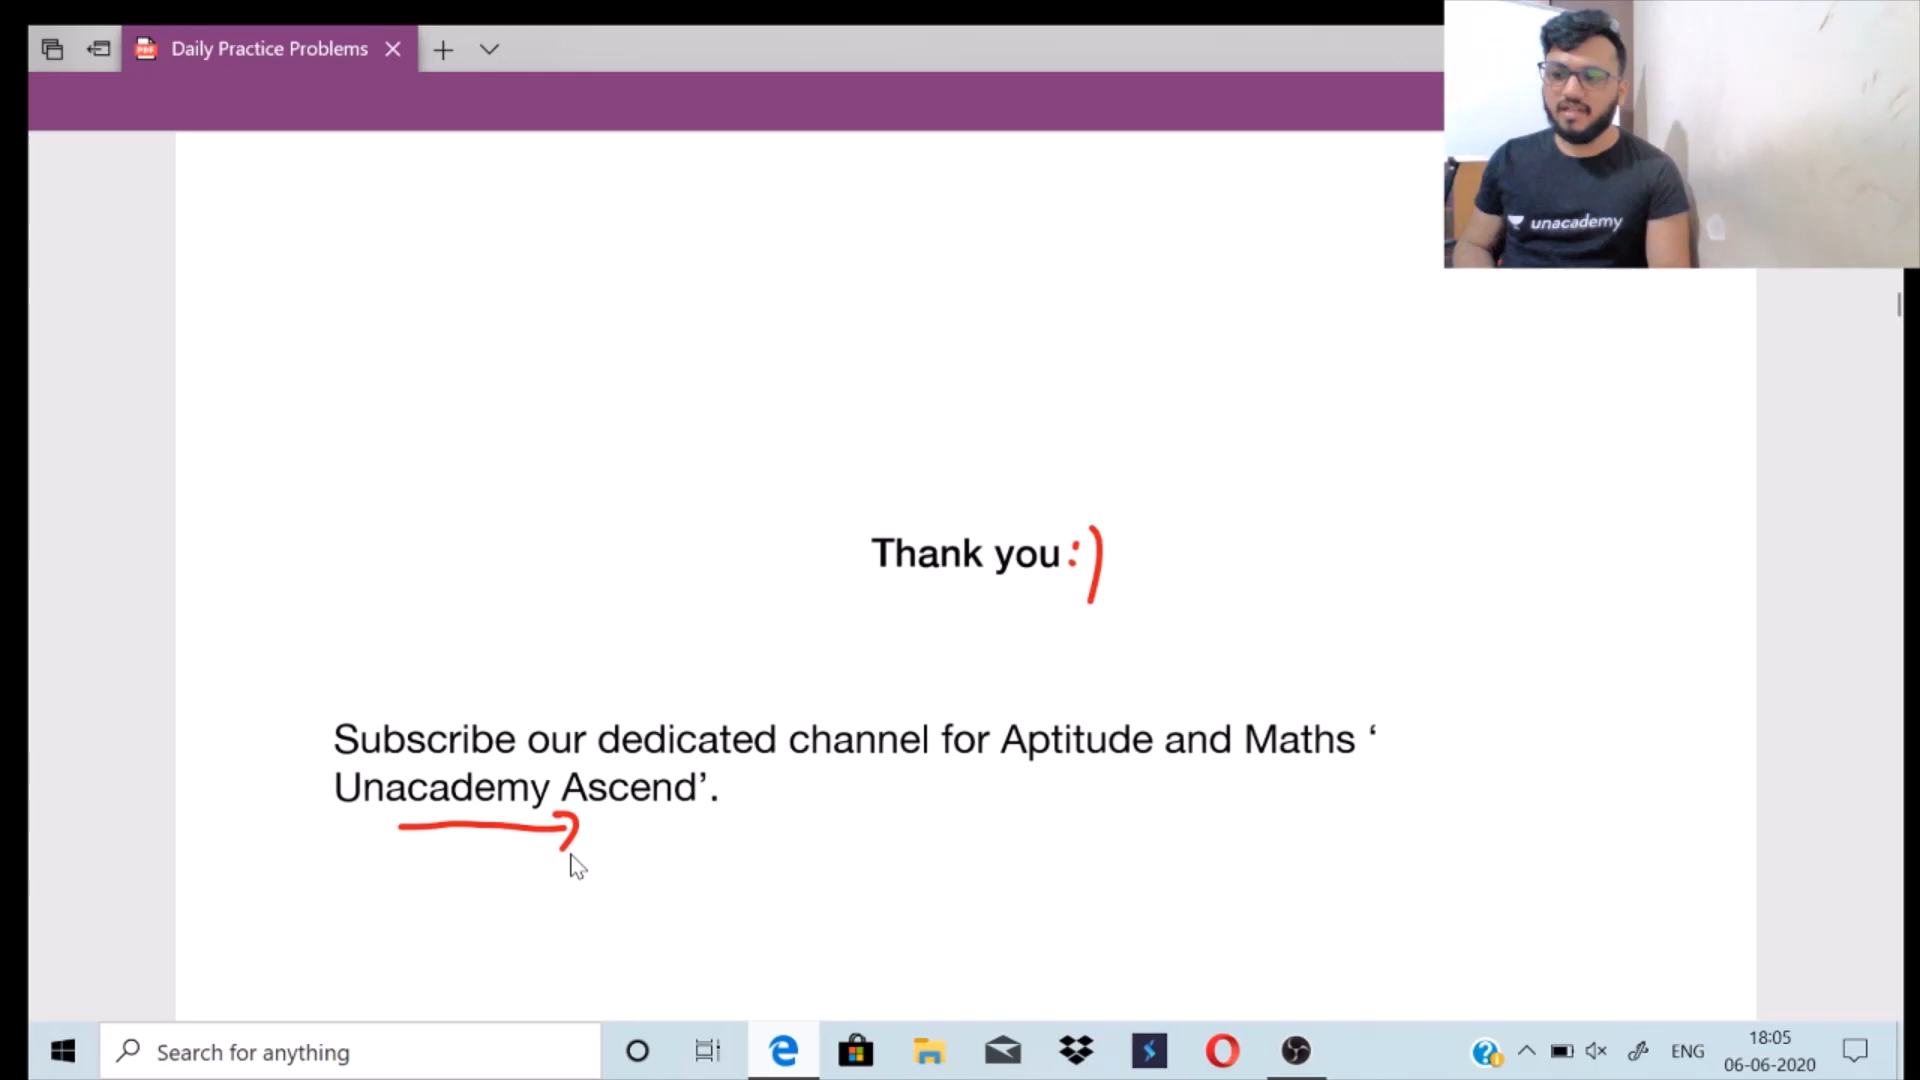 Daily Practice Problems
unacademy
Thank you :)
Subscribe our dedicated channel for Aptitude and Maths ‘
Unacademy Ascend’.
Search for anything
ENG
18:05
06-06-2020